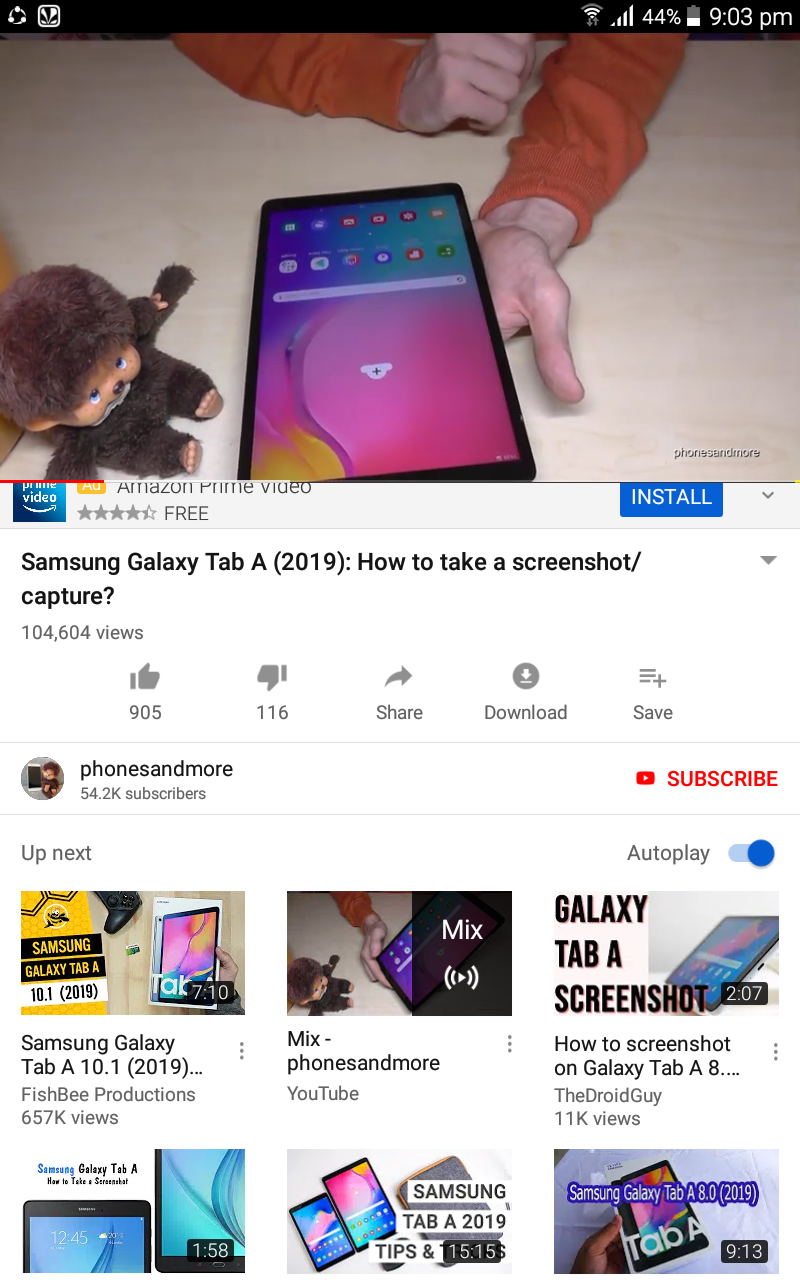 44% 9:03 pm
phonesandmore
prime
video
Ad Amazon Prime Video
FREE
INSTALL
Samsung Galaxy Tab A (2019): How to take a screenshot/
capture?
104,604 views
905
116
Share
Download
Save
phonesandmore
54.2K subscribers
SUBSCRIBE
Up next
Autoplay
SAMSUNG
GALAXY TAB A
10.1 (2019)
Tab
7:10
Samsung Galaxy
Tab A 10.1 (2019)...
FishBee Productions
657K views
Mix
Mix -
phonesandmore
YouTube
GALAXY
TAB A
SCREENSHOT
2:07
How to screenshot
on Galaxy Tab A 8....
TheDroidGuy
11K views
Samsung Galaxy Tab A
How to Take a Screenshot
12:45
1:58
SAMSUNG
TAB A 2019
TIPS &
15:15
Samsung Galaxy Tab A 8.0 (2019)
Tab A
9:13